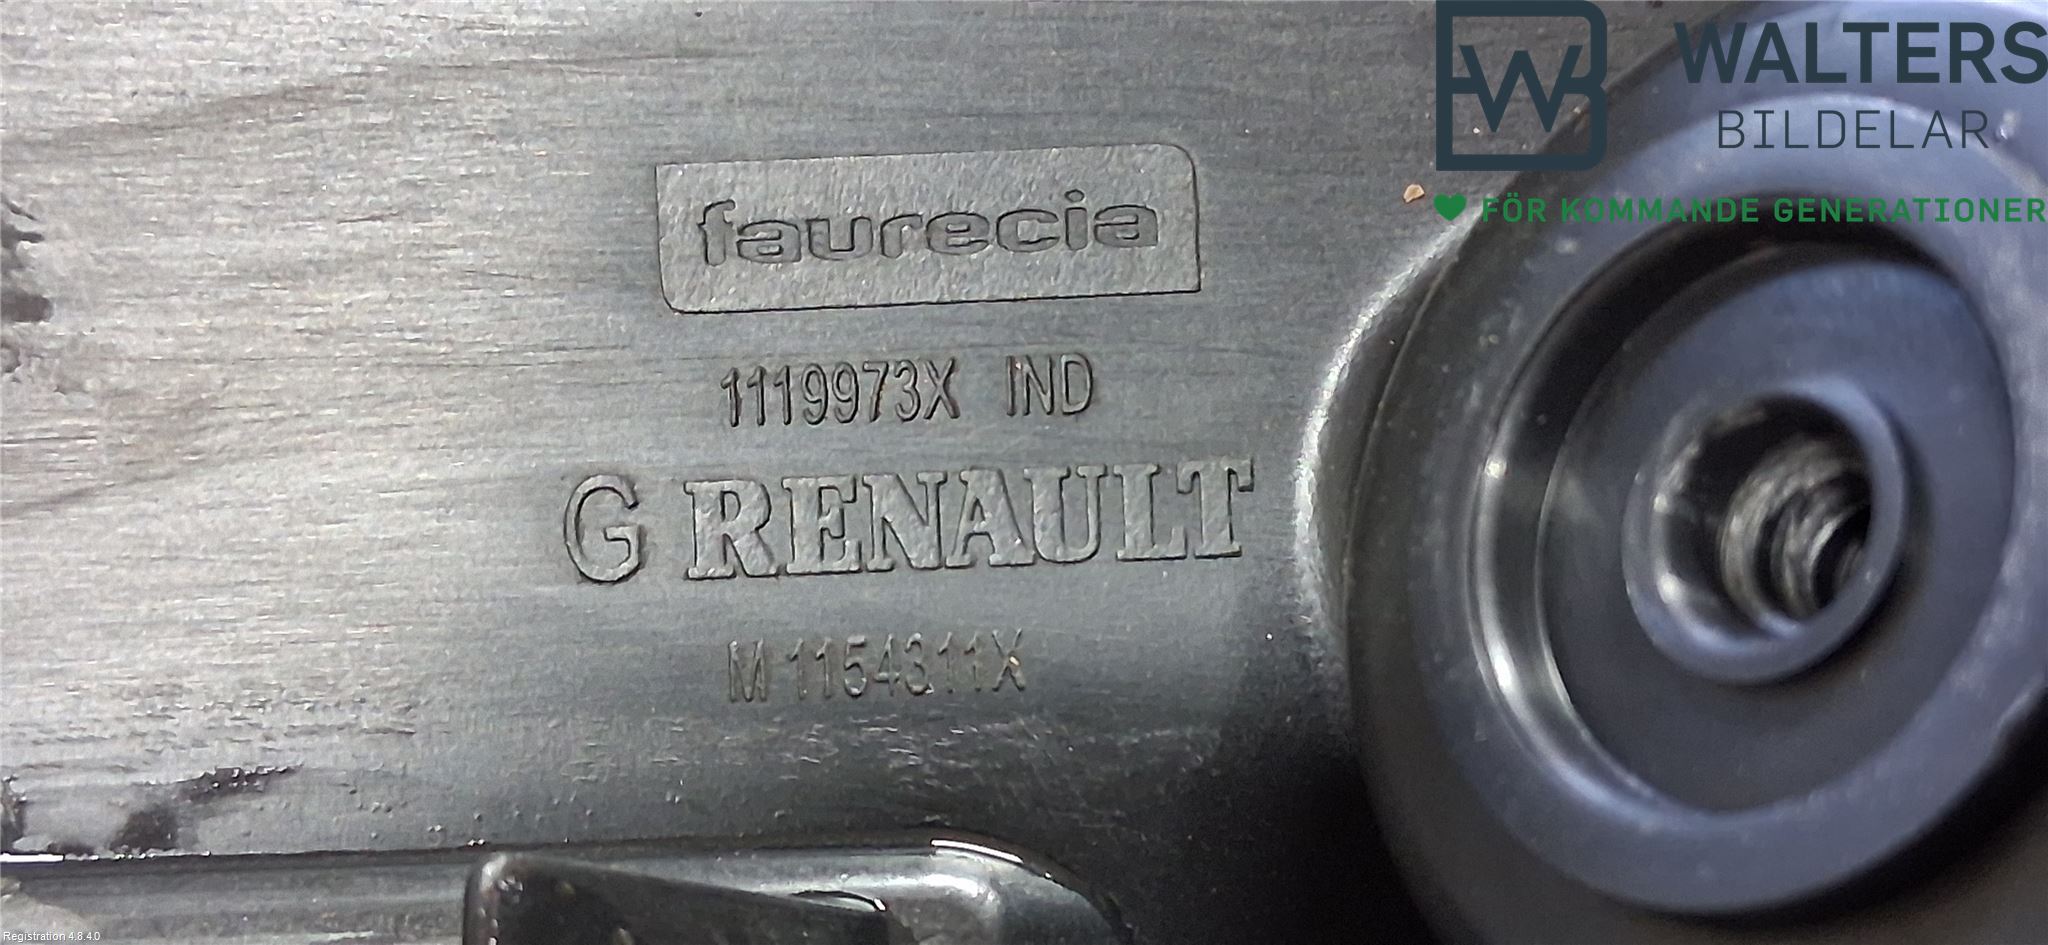 WALTERS
BILDELAR
FÖR KOMMANDE GENERATIONER
faurecia
1119973X IND
G RENAULT
M 1154311X
Registration 4.8.4.0